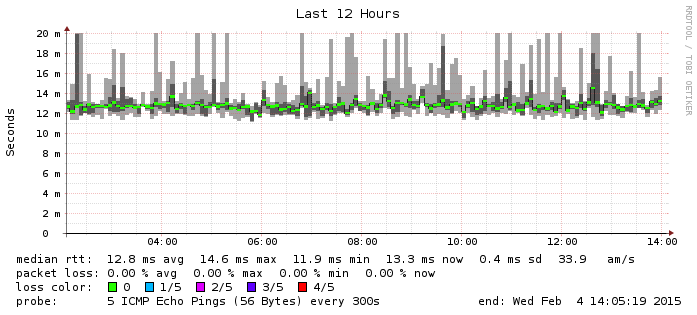 Last 12 Hours
RRDTOOL / TOBI OETIKER
Seconds
20 m
18 m
16 m
14 m
12 m
10 m
8 m
6 m
4 m
2 m
0
04:00 06:00 08:00 10:00 12:00 14:00
median rtt: 12.8 ms avg 14.6 ms max 11.9 ms min 13.3 ms now 0.4 ms sd 33.9 am/s
packet loss: 0.00 % avg 0.00 % max 0.00 % min 0.00 % now
loss color: 0 1/5 2/5 3/5 4/5
probe: 5 ICMP Echo Pings (56 Bytes) every 300s end: Wed Feb 4 14:05:19 2015